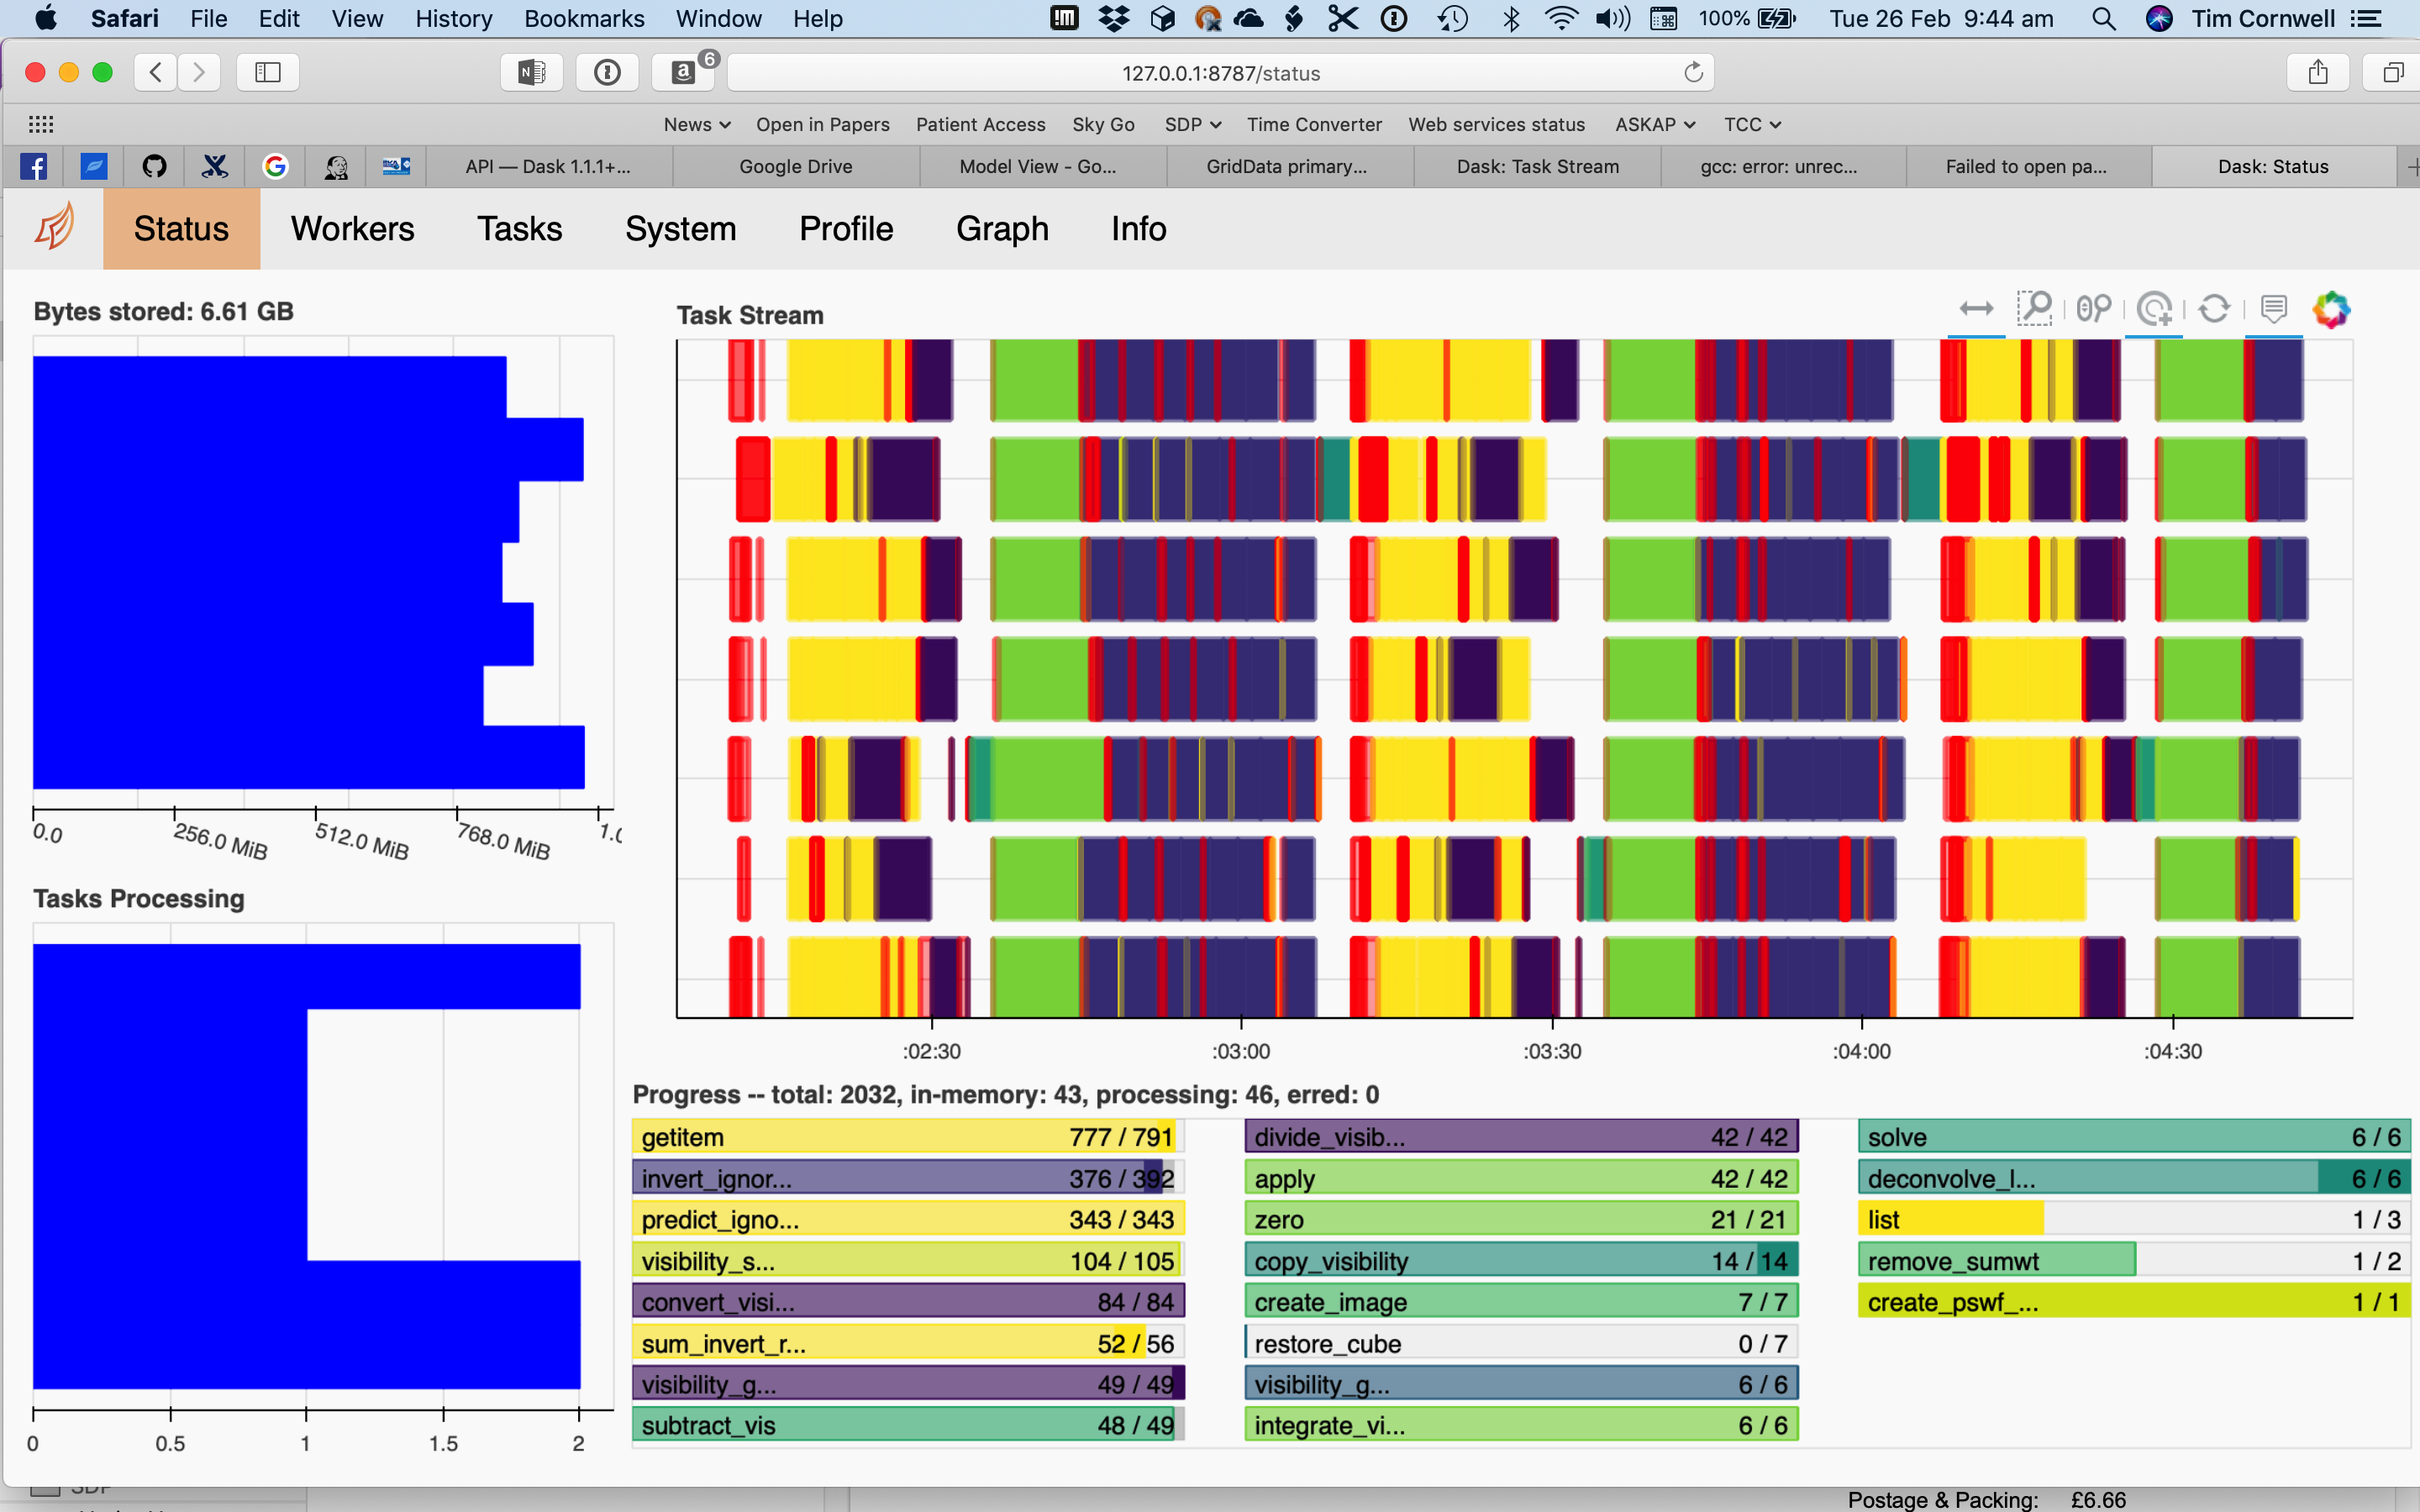 Safari File Edit View History Bookmarks Window Help 100% Tue 26 Feb 9:44 am Tim Cornwell
6 127.0.0.1:8787/status
News Open in Papers Patient Access Sky Go SDP Time Converter Web services status ASKAP TCC
API — Dask 1.1.1+... Google Drive Model View - Go... GridData primary... Dask: Task Stream gcc: error: unrec... Failed to open pa... Dask: Status
Status Workers Tasks System Profile Graph Info
Bytes stored: 6.61 GB
0.0 256.0 MiB 512.0 MiB 768.0 MiB
Tasks Processing
0 0.5 1 1.5 2
Task Stream
:02:30 :03:00 :03:30 :04:00 :04:30
Progress -- total: 2032, in-memory: 43, processing: 46, erred: 0
getitem 777 / 791
invert_ignor... 376 / 392
predict_igno... 343 / 343
visibility_s... 104 / 105
convert_visi... 84 / 84
sum_invert_r... 52 / 56
visibility_g... 49 / 49
subtract_vis 48 / 49
divide_visib... 42 / 42
apply 42 / 42
zero 21 / 21
copy_visibility 14 / 14
create_image 7 / 7
restore_cube 0 / 7
visibility_g... 6 / 6
integrate_vi... 6 / 6
solve 6 / 6
deconvolve_l... 6 / 6
list 1 / 3
remove_sumwt 1 / 2
create_pswf_... 1 / 1
SDP
Postage & Packing: £6.66